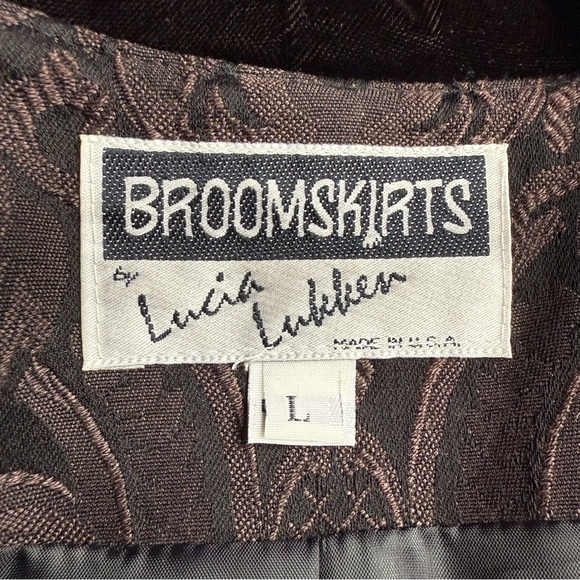 BROOMSKIRTS
by
Lucia
Lukken
MADE IN U.S.A.
L